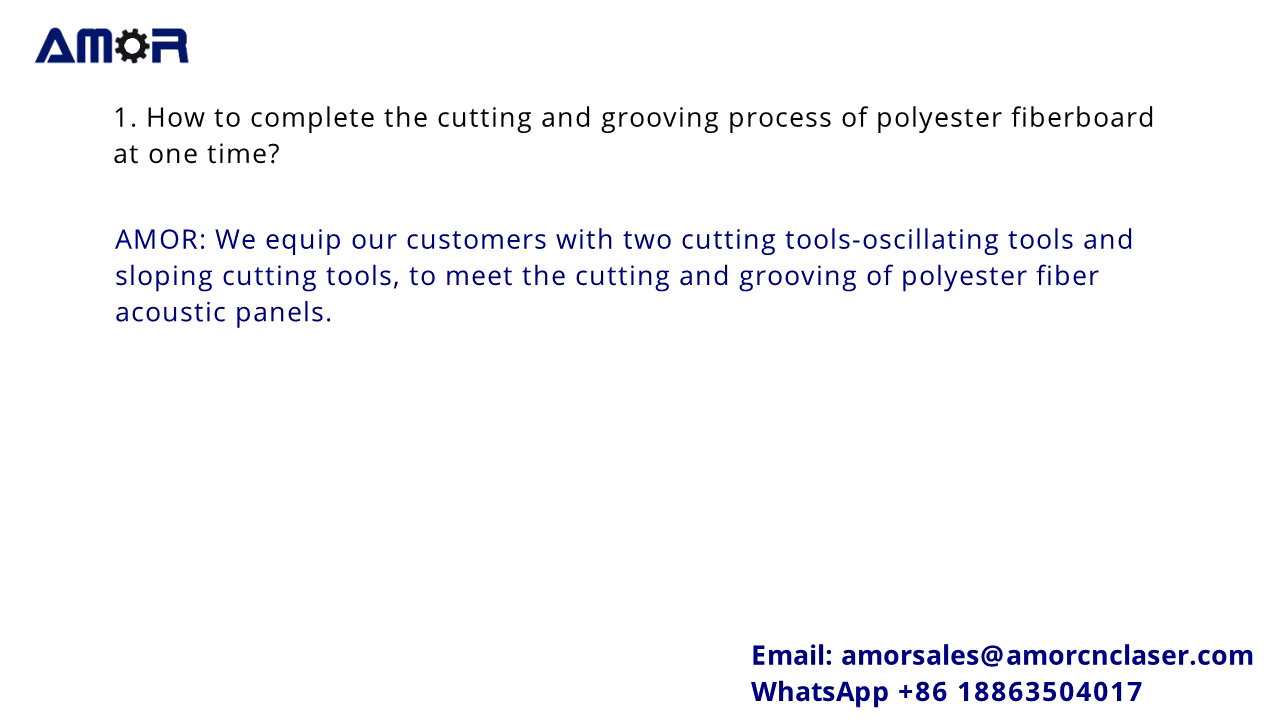 AMOR
1. How to complete the cutting and grooving process of polyester fiberboard
at one time?
AMOR: We equip our customers with two cutting tools-oscillating tools and
sloping cutting tools, to meet the cutting and grooving of polyester fiber
acoustic panels.
Email: amorsales@amorcnclaser.com
WhatsApp +86 18863504017